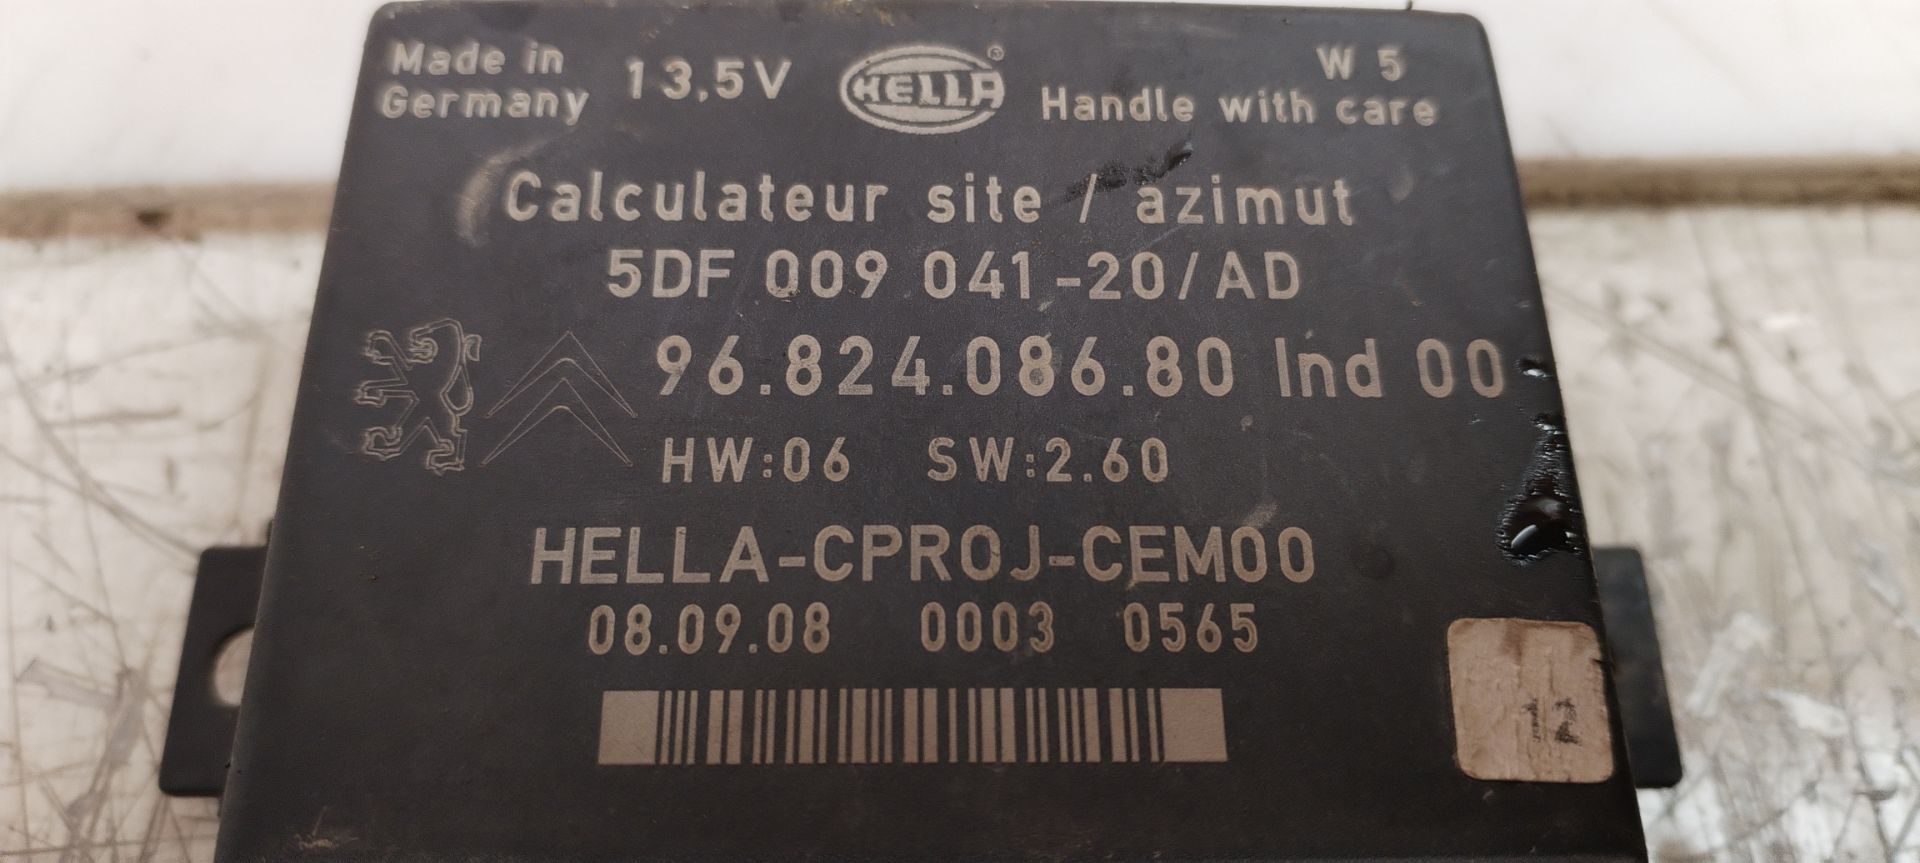 Made in
Germany
13,5V
HELLA®
W 5
Handle with care
Calculateur site / azimut
5DF 009 041-20/AD
96.824.086.80 Ind 00
HW:06 SW:2.60
HELLA-CPROJ-CEM00
08.09.08 0003 0565
12